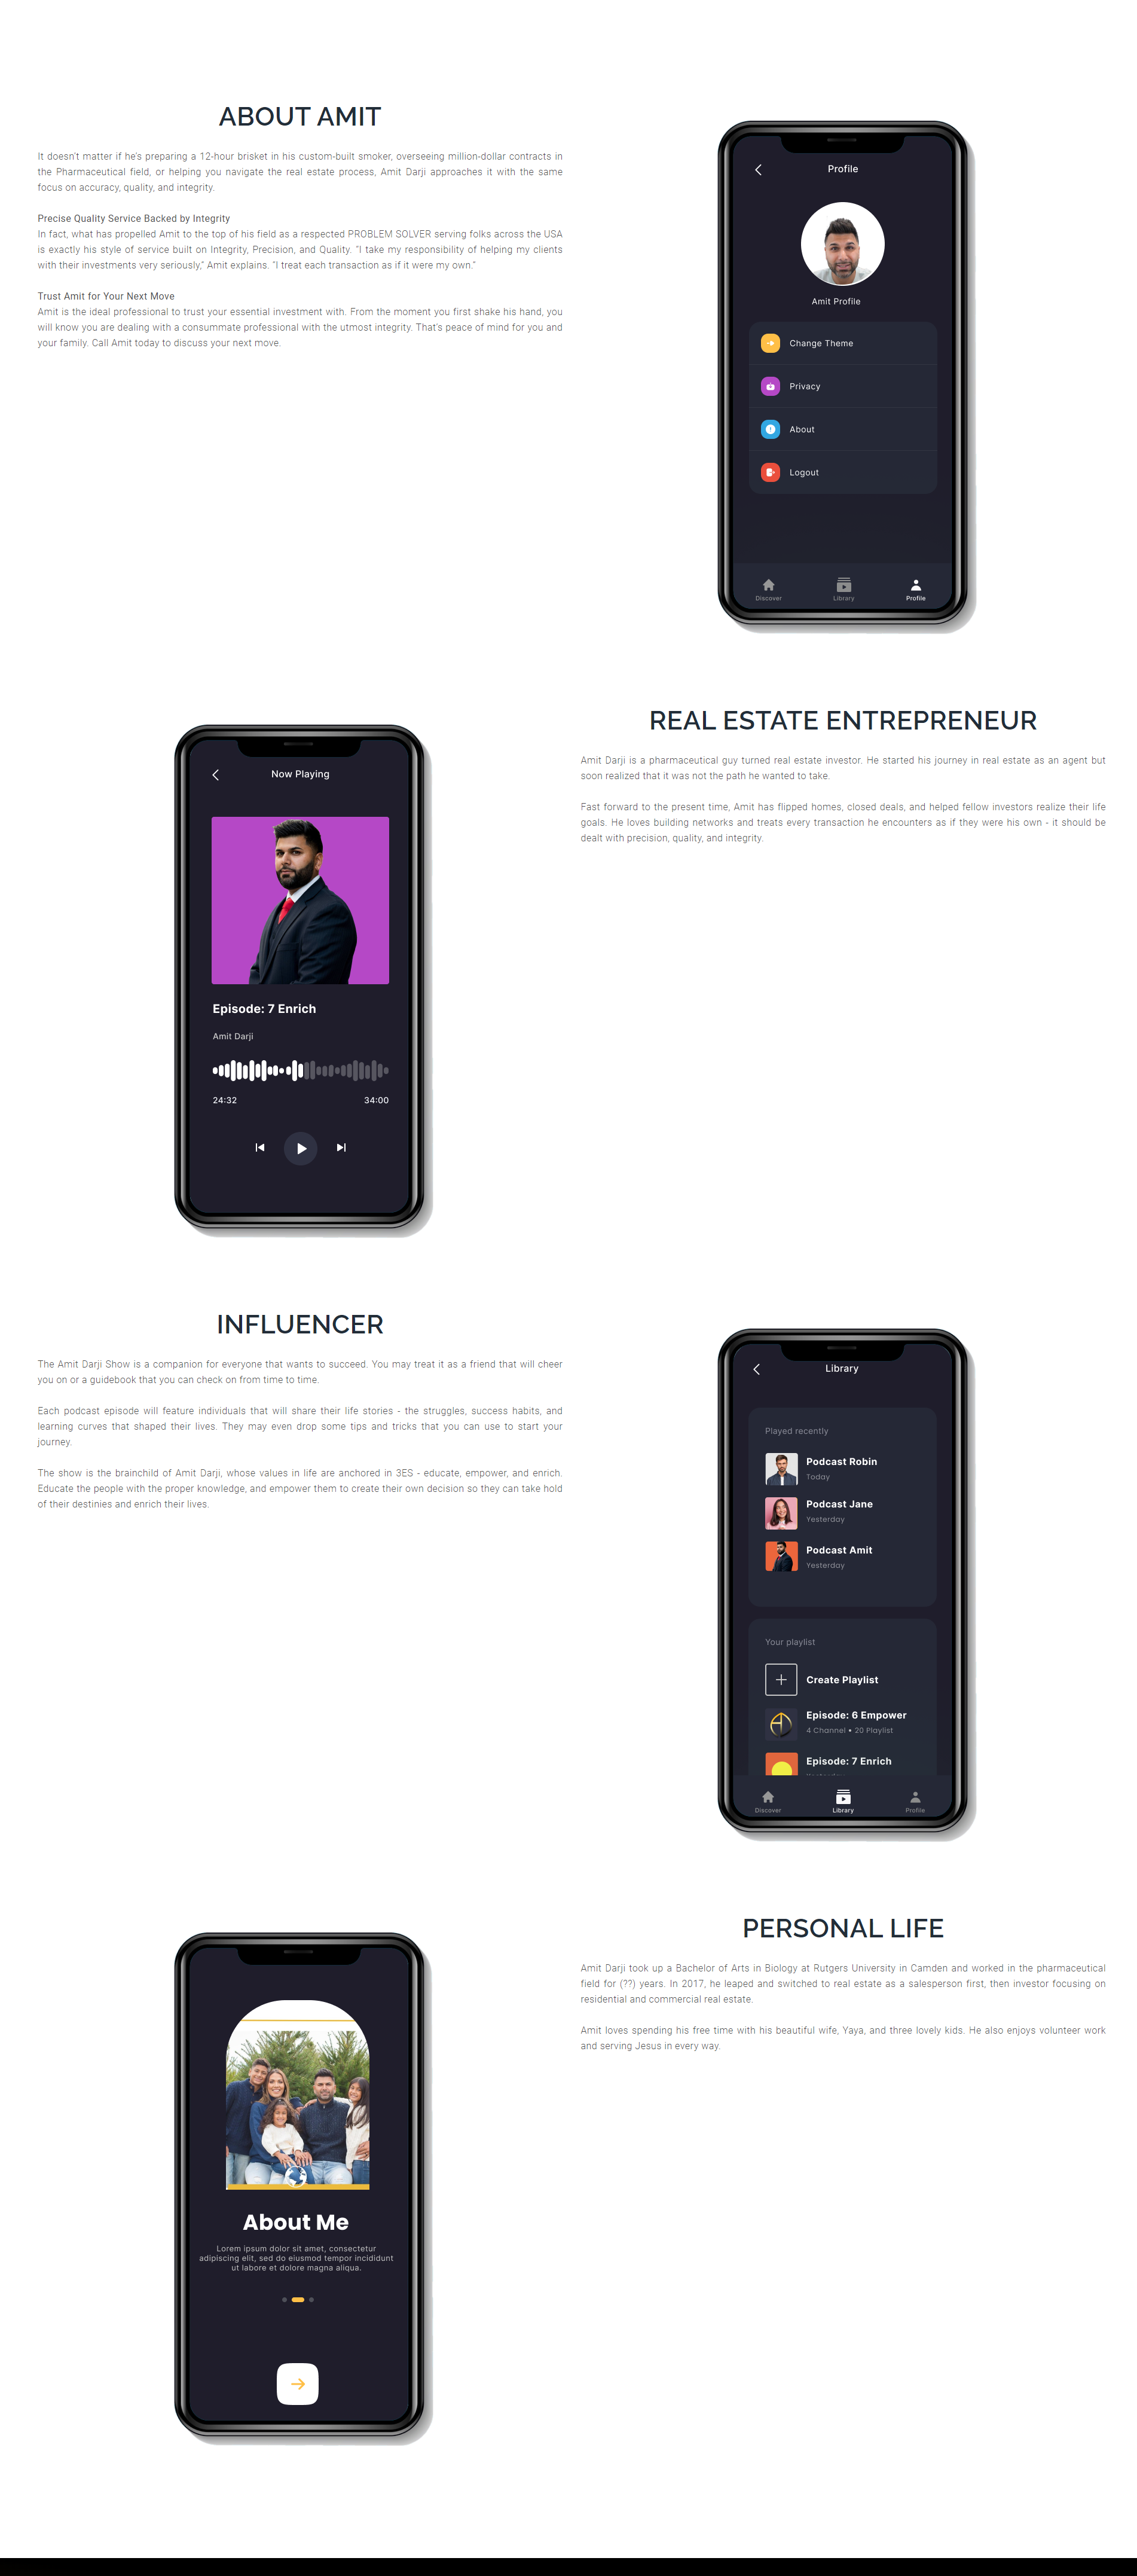 ABOUT AMIT
It doesn't matter if he's preparing a 12-hour brisket in his custom-built smoker, overseeing million-dollar contracts in
the Pharmaceutical field, or helping you navigate the real estate process, Amit Darji approaches it with the same
focus on accuracy, quality, and integrity.
Precise Quality Service Backed by Integrity
In fact, what has propelled Amit to the top of his field as a respected PROBLEM SOLVER serving folks across the USA
is exactly his style of service built on Integrity, Precision, and Quality. "I take my responsibility of helping my clients
with their investments very seriously," Amit explains. "I treat each transaction as if it were my own."
Trust Amit for Your Next Move
Amit is the ideal professional to trust your essential investment with. From the moment you first shake his hand, you
will know you are dealing with a consummate professional with the utmost integrity. That's peace of mind for you and
your family. Call Amit today to discuss your next move.
Profile
Amit Profile
Change Theme
Privacy
About
Logout
Discover
Library
Profile
Now Playing
Episode: 7 Enrich
Amit Darji
24:32
34:00
REAL ESTATE ENTREPRENEUR
Amit Darji is a pharmaceutical guy turned real estate investor. He started his journey in real estate as an agent but
soon realized that it was not the path he wanted to take.
Fast forward to the present time, Amit has flipped homes, closed deals, and helped fellow investors realize their life
goals. He loves building networks and treats every transaction he encounters as if they were his own - it should be
dealt with precision, quality, and integrity.
INFLUENCER
The Amit Darji Show is a companion for everyone that wants to succeed. You may treat it as a friend that will cheer
you on or a guidebook that you can check on from time to time.
Each podcast episode will feature individuals that will share their life stories - the struggles, success habits, and
learning curves that shaped their lives. They may even drop some tips and tricks that you can use to start your
journey.
The show is the brainchild of Amit Darji, whose values in life are anchored in 3ES - educate, empower, and enrich.
Educate the people with the proper knowledge, and empower them to create their own decision so they can take hold
of their destinies and enrich their lives.
Library
Played recently
Podcast Robin
Today
Podcast Jane
Yesterday
Podcast Amit
Yesterday
Your playlist
Create Playlist
Episode: 6 Empower
4 Channel • 20 Playlist
Episode: 7 Enrich
Discover
Library
Profile
About Me
Lorem ipsum dolor sit amet, consectetur
adipiscing elit, sed do eiusmod tempor incididunt
ut labore et dolore magna aliqua.
PERSONAL LIFE
Amit Darji took up a Bachelor of Arts in Biology at Rutgers University in Camden and worked in the pharmaceutical
field for (??) years. In 2017, he leaped and switched to real estate as a salesperson first, then investor focusing on
residential and commercial real estate.
Amit loves spending his free time with his beautiful wife, Yaya, and three lovely kids. He also enjoys volunteer work
and serving Jesus in every way.